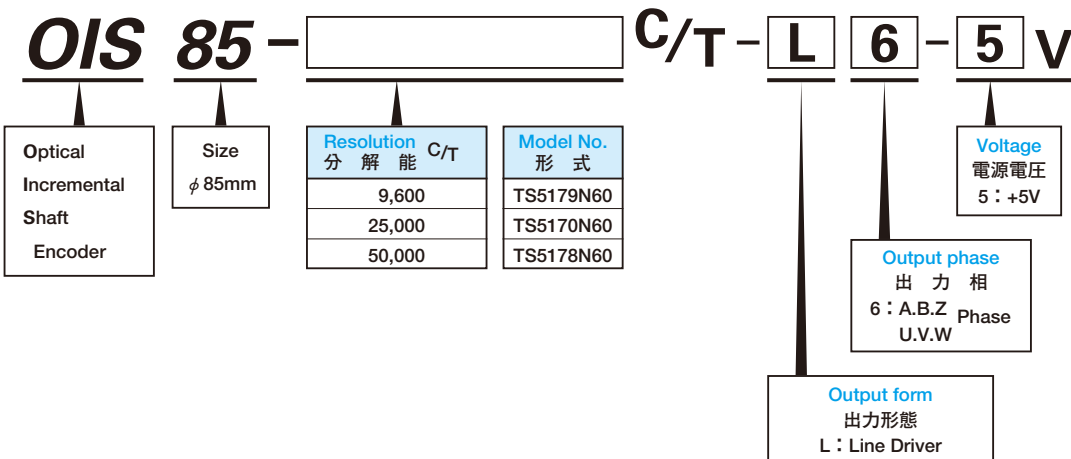 OIS 85 – C/T – L 6 – 5 V
Optical
Incremental
Shaft
Encoder
Size
φ85mm
Resolution C/T
分解能
9,600
25,000
50,000
Model No.
形式
TS5179N60
TS5170N60
TS5178N60
Voltage
電源電圧
5：+5V
Output phase
出力相
6：A.B.Z Phase
U.V.W
Output form
出力形態
L：Line Driver